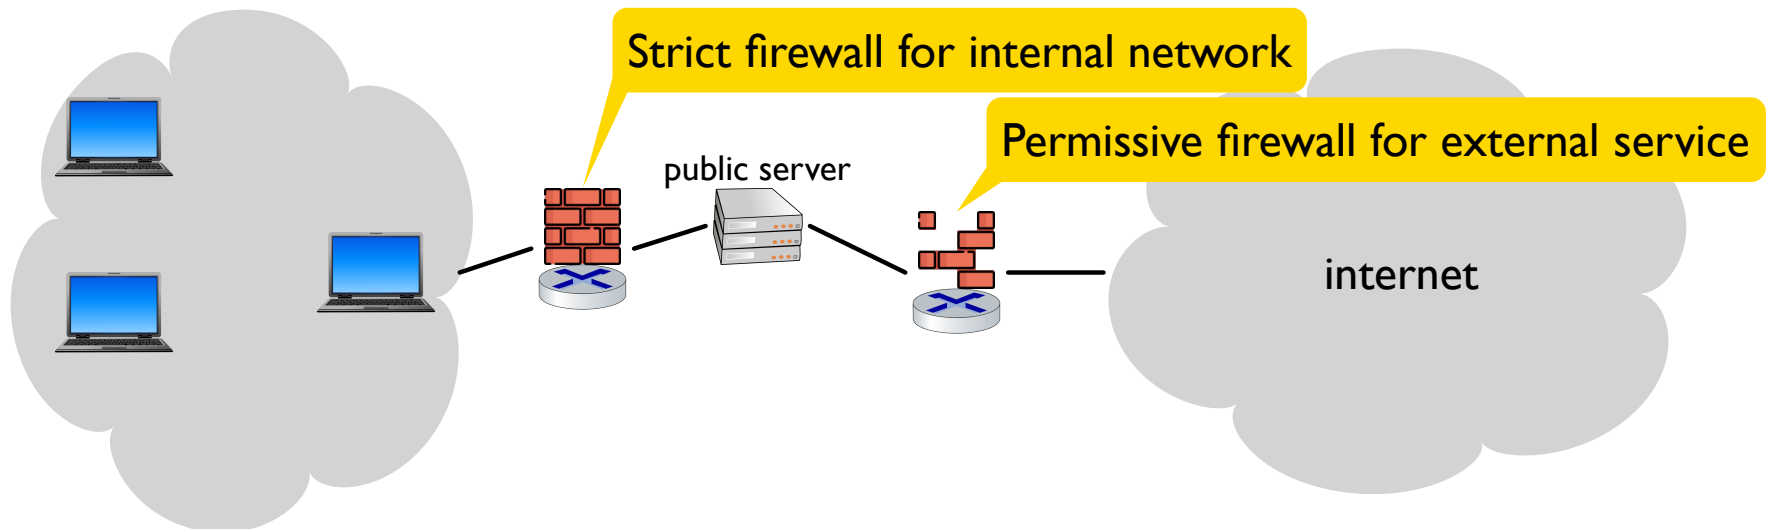 Strict firewall for internal network
Permissive firewall for external service
public server
internet